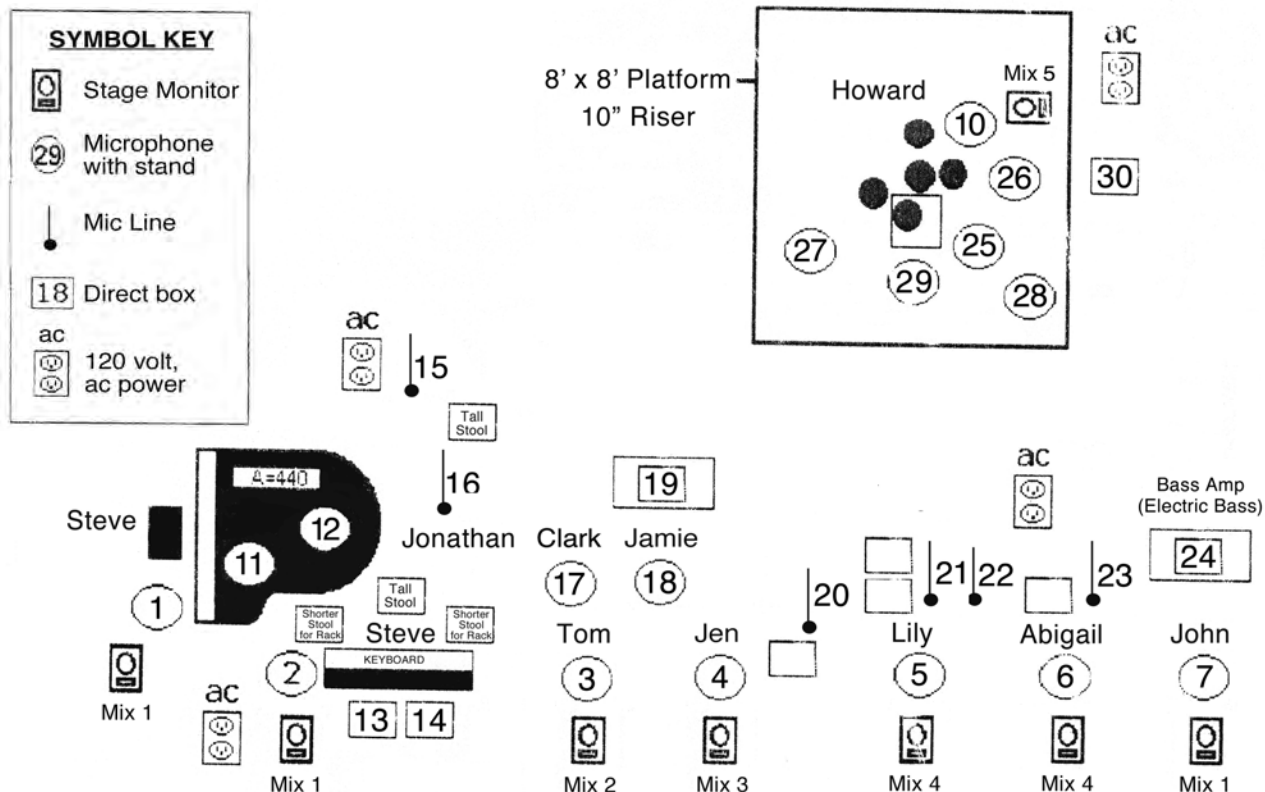 SYMBOL KEY
Stage Monitor
29
Microphone
with stand
Mic Line
18
Direct box
ac
120 volt,
ac power
8' x 8' Platform
10" Riser
Howard
Mix 5
10
26
27
25
29
28
ac
30
ac
15
Tall
Stool
A=440
16
Steve
12
11
Jonathan
1
Mix 1
Tall
Stool
Shorter
Stool
for Rack
Steve
Shorter
Stool
for Rack
KEYBOARD
2
ac
13
14
Mix 1
19
Clark
Jamie
17
18
Tom
Jen
3
4
Mix 2
Mix 3
20
21
22
Lily
5
Mix 4
ac
23
Abigail
6
Mix 4
Bass Amp
(Electric Bass)
24
John
7
Mix 1